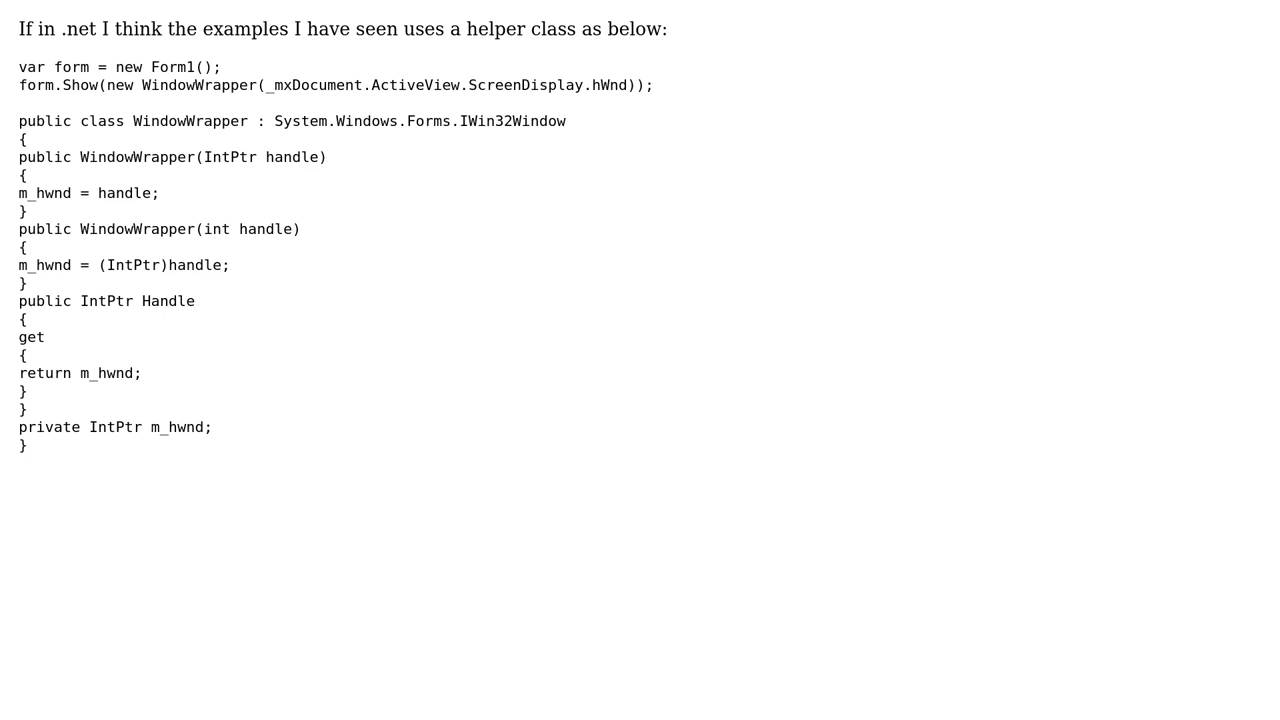 If in .net I think the examples I have seen uses a helper class as below:
var form = new Form1();
form.Show(new WindowWrapper(_mxDocument.ActiveView.ScreenDisplay.hWnd));
public class WindowWrapper : System.Windows.Forms.IWin32Window
{
public WindowWrapper(IntPtr handle)
{
m_hwnd = handle;
}
public WindowWrapper(int handle)
{
m_hwnd = (IntPtr)handle;
}
public IntPtr Handle
{
get
{
return m_hwnd;
}
}
private IntPtr m_hwnd;
}